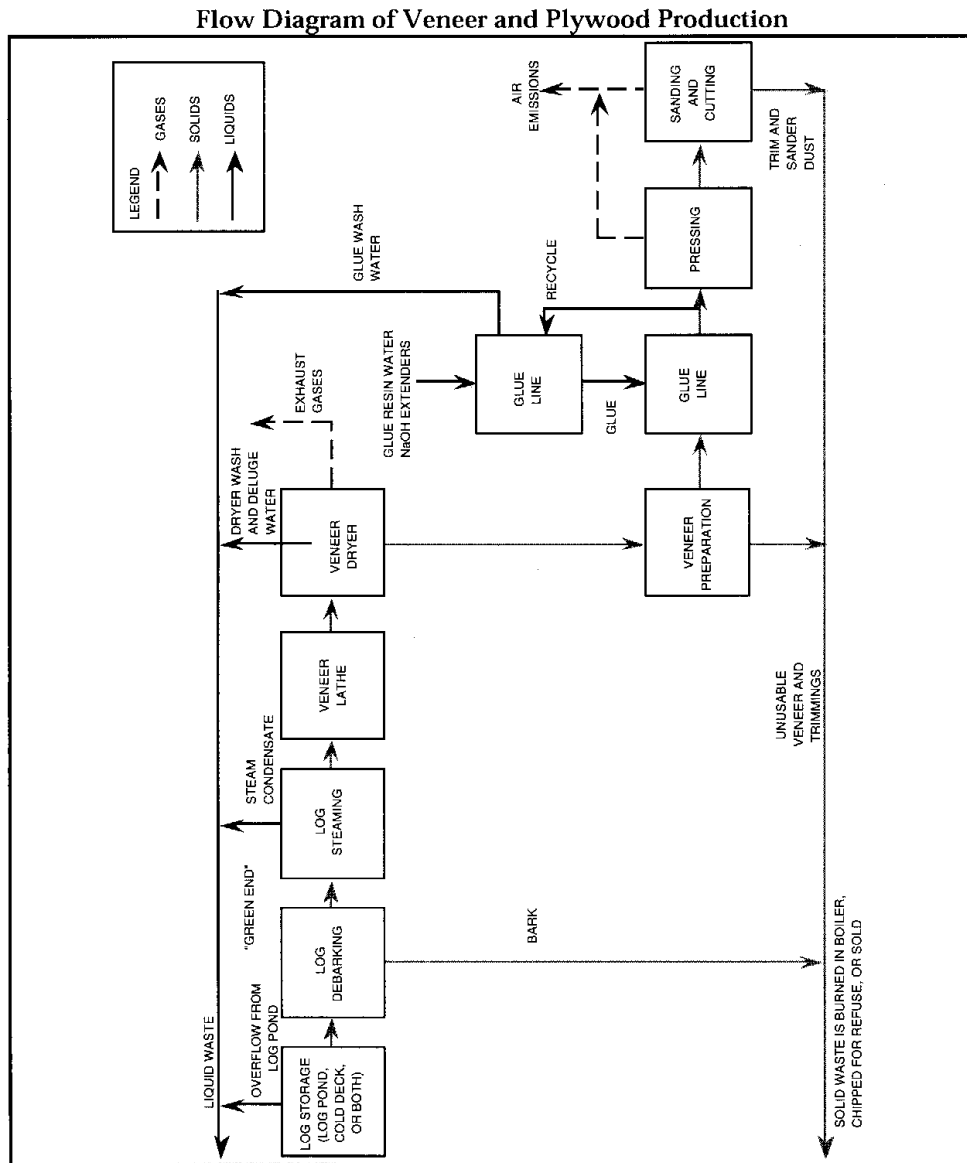 Flow Diagram of Veneer and Plywood Production
LEGEND
GASES
SOLIDS
LIQUIDS
LIQUID WASTE
OVERFLOW FROM
LOG POND
"GREEN END"
STEAM
CONDENSATE
DRYER WASH
AND DELUGE
WATER
EXHAUST
GASES
GLUE WASH
WATER
LOG STORAGE
(LOG POND,
COLD DECK,
OR BOTH)
LOG
DEBARKING
LOG
STEAMING
VENEER
LATHE
VENEER
DRYER
GLUE RESIN WATER
NaOH EXTENDERS
GLUE
LINE
RECYCLE
GLUE
AIR
EMISSIONS
BARK
VENEER
PREPARATION
GLUE
LINE
PRESSING
SANDING
AND
CUTTING
UNUSABLE
VENEER AND
TRIMMINGS
TRIM AND
SANDER
DUST
SOLID WASTE IS BURNED IN BOILER,
CHIPPED FOR REFUSE, OR SOLD